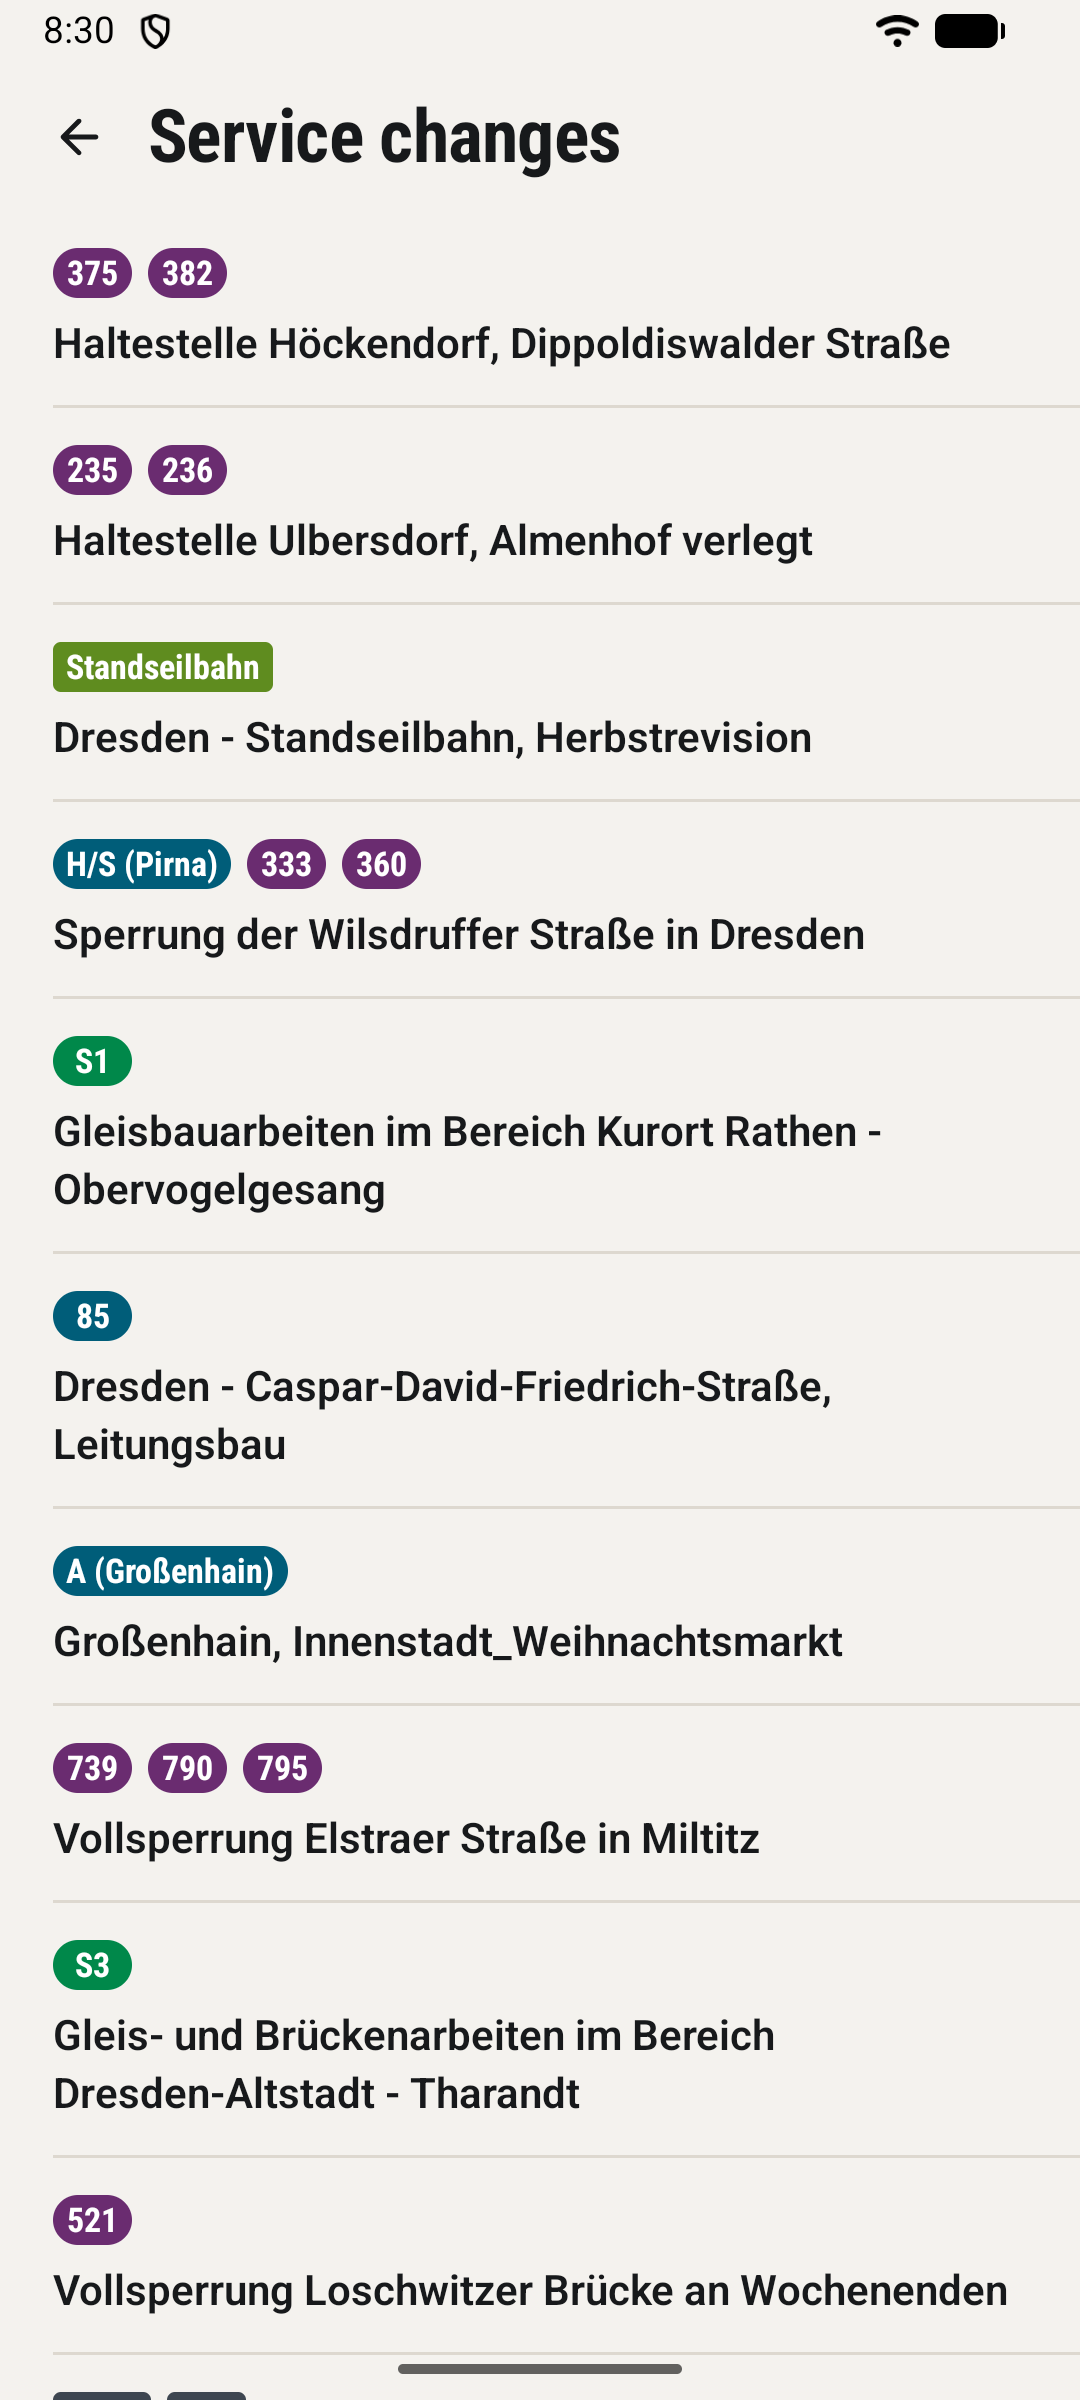 8:30
Service changes
375 382
Haltestelle Höckendorf, Dippoldiswalder Straße
235 236
Haltestelle Ulbersdorf, Almenhof verlegt
Standseilbahn
Dresden - Standseilbahn, Herbstrevision
H/S (Pirna) 333 360
Sperrung der Wilsdruffer Straße in Dresden
S1
Gleisbauarbeiten im Bereich Kurort Rathen -
Obervogelgesang
85
Dresden - Caspar-David-Friedrich-Straße,
Leitungsbau
A (Großenhain)
Großenhain, Innenstadt_Weihnachtsmarkt
739 790 795
Vollsperrung Elstraer Straße in Miltitz
S3
Gleis- und Brückenarbeiten im Bereich
Dresden-Altstadt - Tharandt
521
Vollsperrung Loschwitzer Brücke an Wochenenden